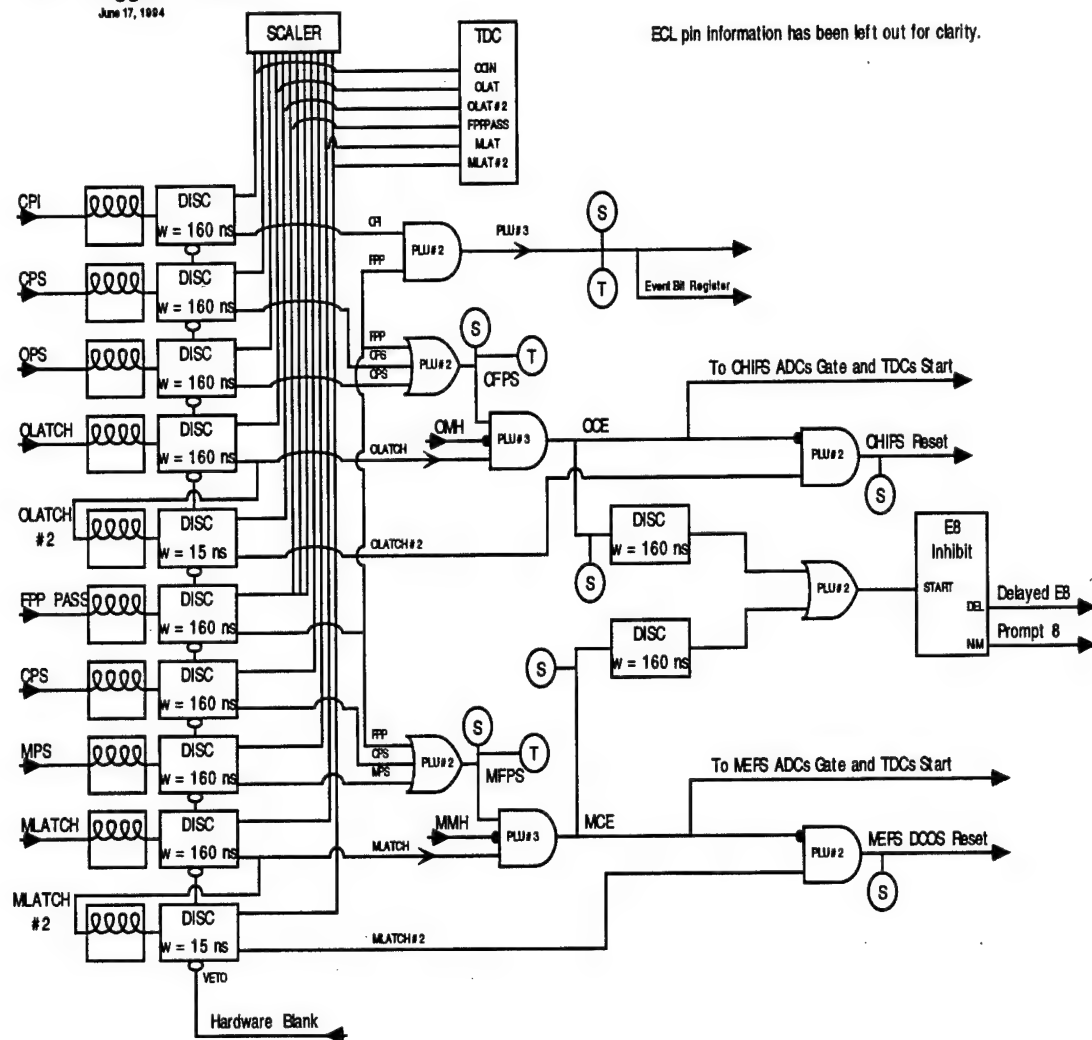 June 17, 1994
ECL pin information has been left out for clarity.
SCALER
TDC
OCIN
OLAT
OLAT#2
FPPPASS
MLAT
MLAT#2
CPI
DISC
w = 160 ns
CPI
PLU#2
PLU#3
S
T
Event Bit Register
FPP
CPS
DISC
w = 160 ns
OPS
DISC
w = 160 ns
FPP
CPS
OPS
PLU#2
S
T
OFPS
To OHIPS ADCs Gate and TDCs Start
OLATCH
DISC
w = 160 ns
OLATCH
OMH
PLU#3
OCE
PLU#2
OHIPS Reset
S
OLATCH
#2
DISC
w = 15 ns
OLATCH#2
S
DISC
w = 160 ns
PLU#2
E8
Inhibit
START
DEL
NIM
Delayed E8
Prompt 8
FPP PASS
DISC
w = 160 ns
DISC
w = 160 ns
S
CPS
DISC
w = 160 ns
MPS
DISC
w = 160 ns
FPP
CPS
MPS
PLU#2
S
T
MFPS
To MEPS ADCs Gate and TDCs Start
MLATCH
DISC
w = 160 ns
MLATCH
MMH
PLU#3
MCE
PLU#2
MEPS DCOS Reset
S
MLATCH
#2
DISC
w = 15 ns
MLATCH#2
VETO
Hardware Blank